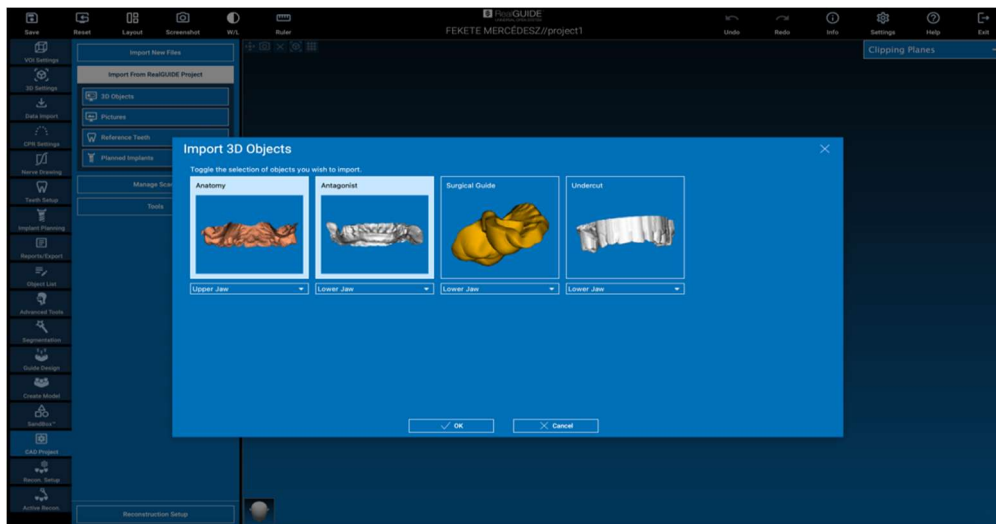 Save
Reset
Layout
Screenshot
W/L
Ruler
RealGUIDE
FEKETE MERCÉDESZ//project1
Undo
Redo
Info
Settings
Help
Exit
VOI Settings
3D Settings
Data Import
CPR Settings
Nerve Drawing
Teeth Setup
Implant Planning
Reports/Export
Object List
Advanced Tools
Segmentation
Guide Design
Create Model
SandBox™
CAD Project
Recon. Setup
Active Recon.
Import New Files
Import From RealGUIDE Project
3D Objects
Pictures
Reference Teeth
Planned Implants
Manage Sca
Tools
Reconstruction Setup
Clipping Planes
Import 3D Objects
Toggle the selection of objects you wish to import.
Anatomy
Antagonist
Surgical Guide
Undercut
Upper Jaw
Lower Jaw
Lower Jaw
Lower Jaw
OK
Cancel